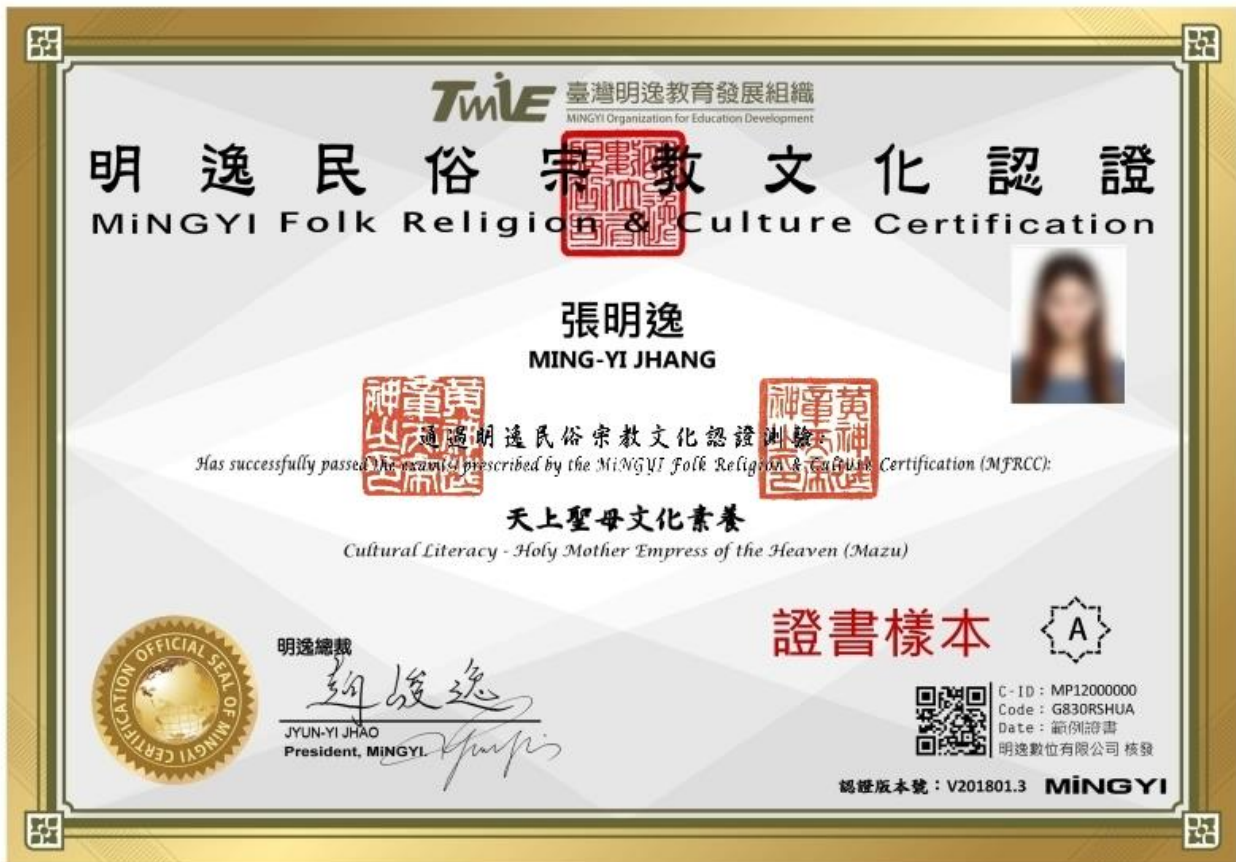 TMiE 臺灣明逸教育發展組織
MiNGYI Organization for Education Development
明逸民俗宗教文化認證
MiNGYI Folk Religion & Culture Certification
張明逸
MING-YI JHANG
通過明逸民俗宗教文化認證測驗:
Has successfully passed the exam(s) prescribed by the MiNGYI Folk Religion & Culture Certification (MFRCC):
天上聖母文化素養
Cultural Literacy - Holy Mother Empress of the Heaven (Mazu)
證書樣本
A
OFFICIAL SEAL OF MINGYI CERTIFICATION
明逸總裁
趙俊逸
JYUN-YI JHAO
President, MiNGYI.
C-ID：MP12000000
Code：G830RSHUA
Date：範例證書
明逸數位有限公司 核發
認證版本號：V201801.3 MiNGYI